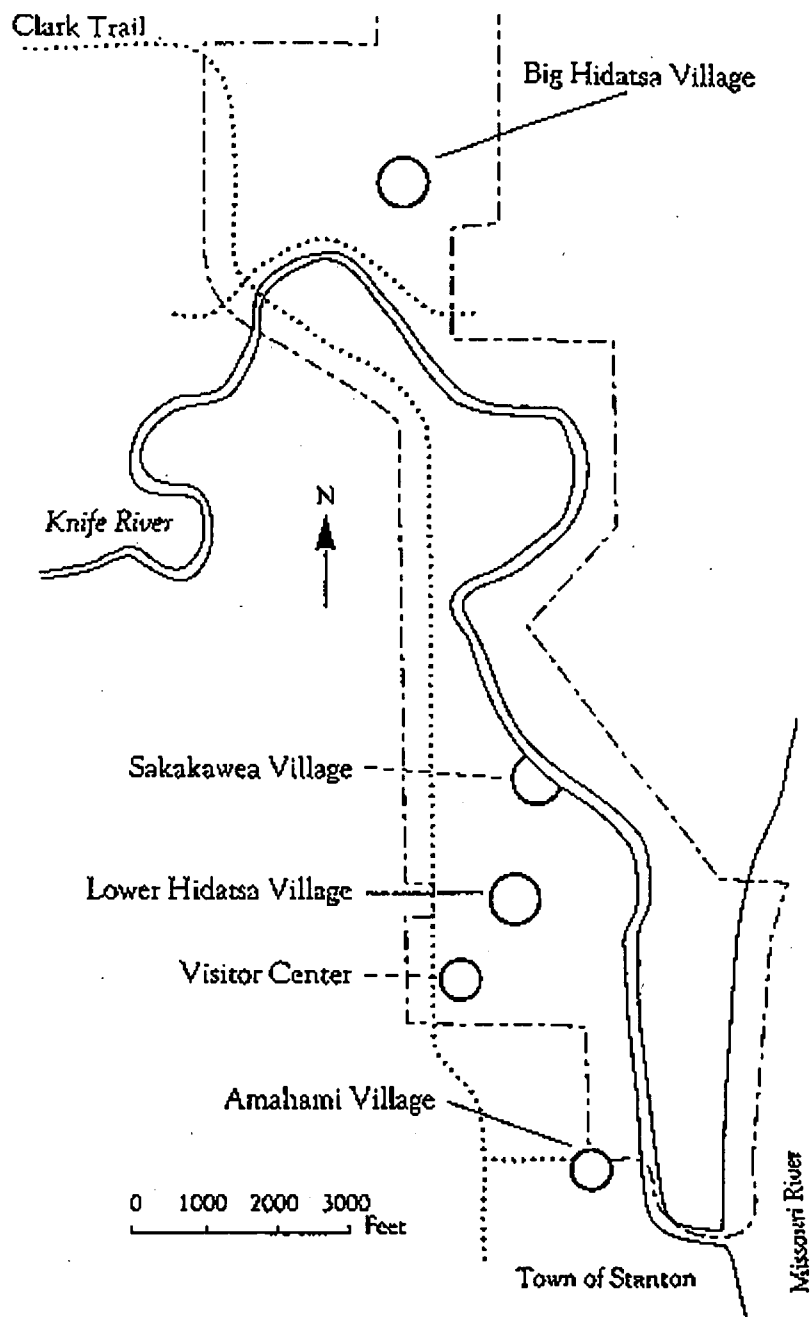 Clark Trail
Big Hidatsa Village
N
Knife River
Sakakawea Village
Lower Hidatsa Village
Visitor Center
Amahami Village
0 1000 2000 3000
Feet
Missouri River
Town of Stanton